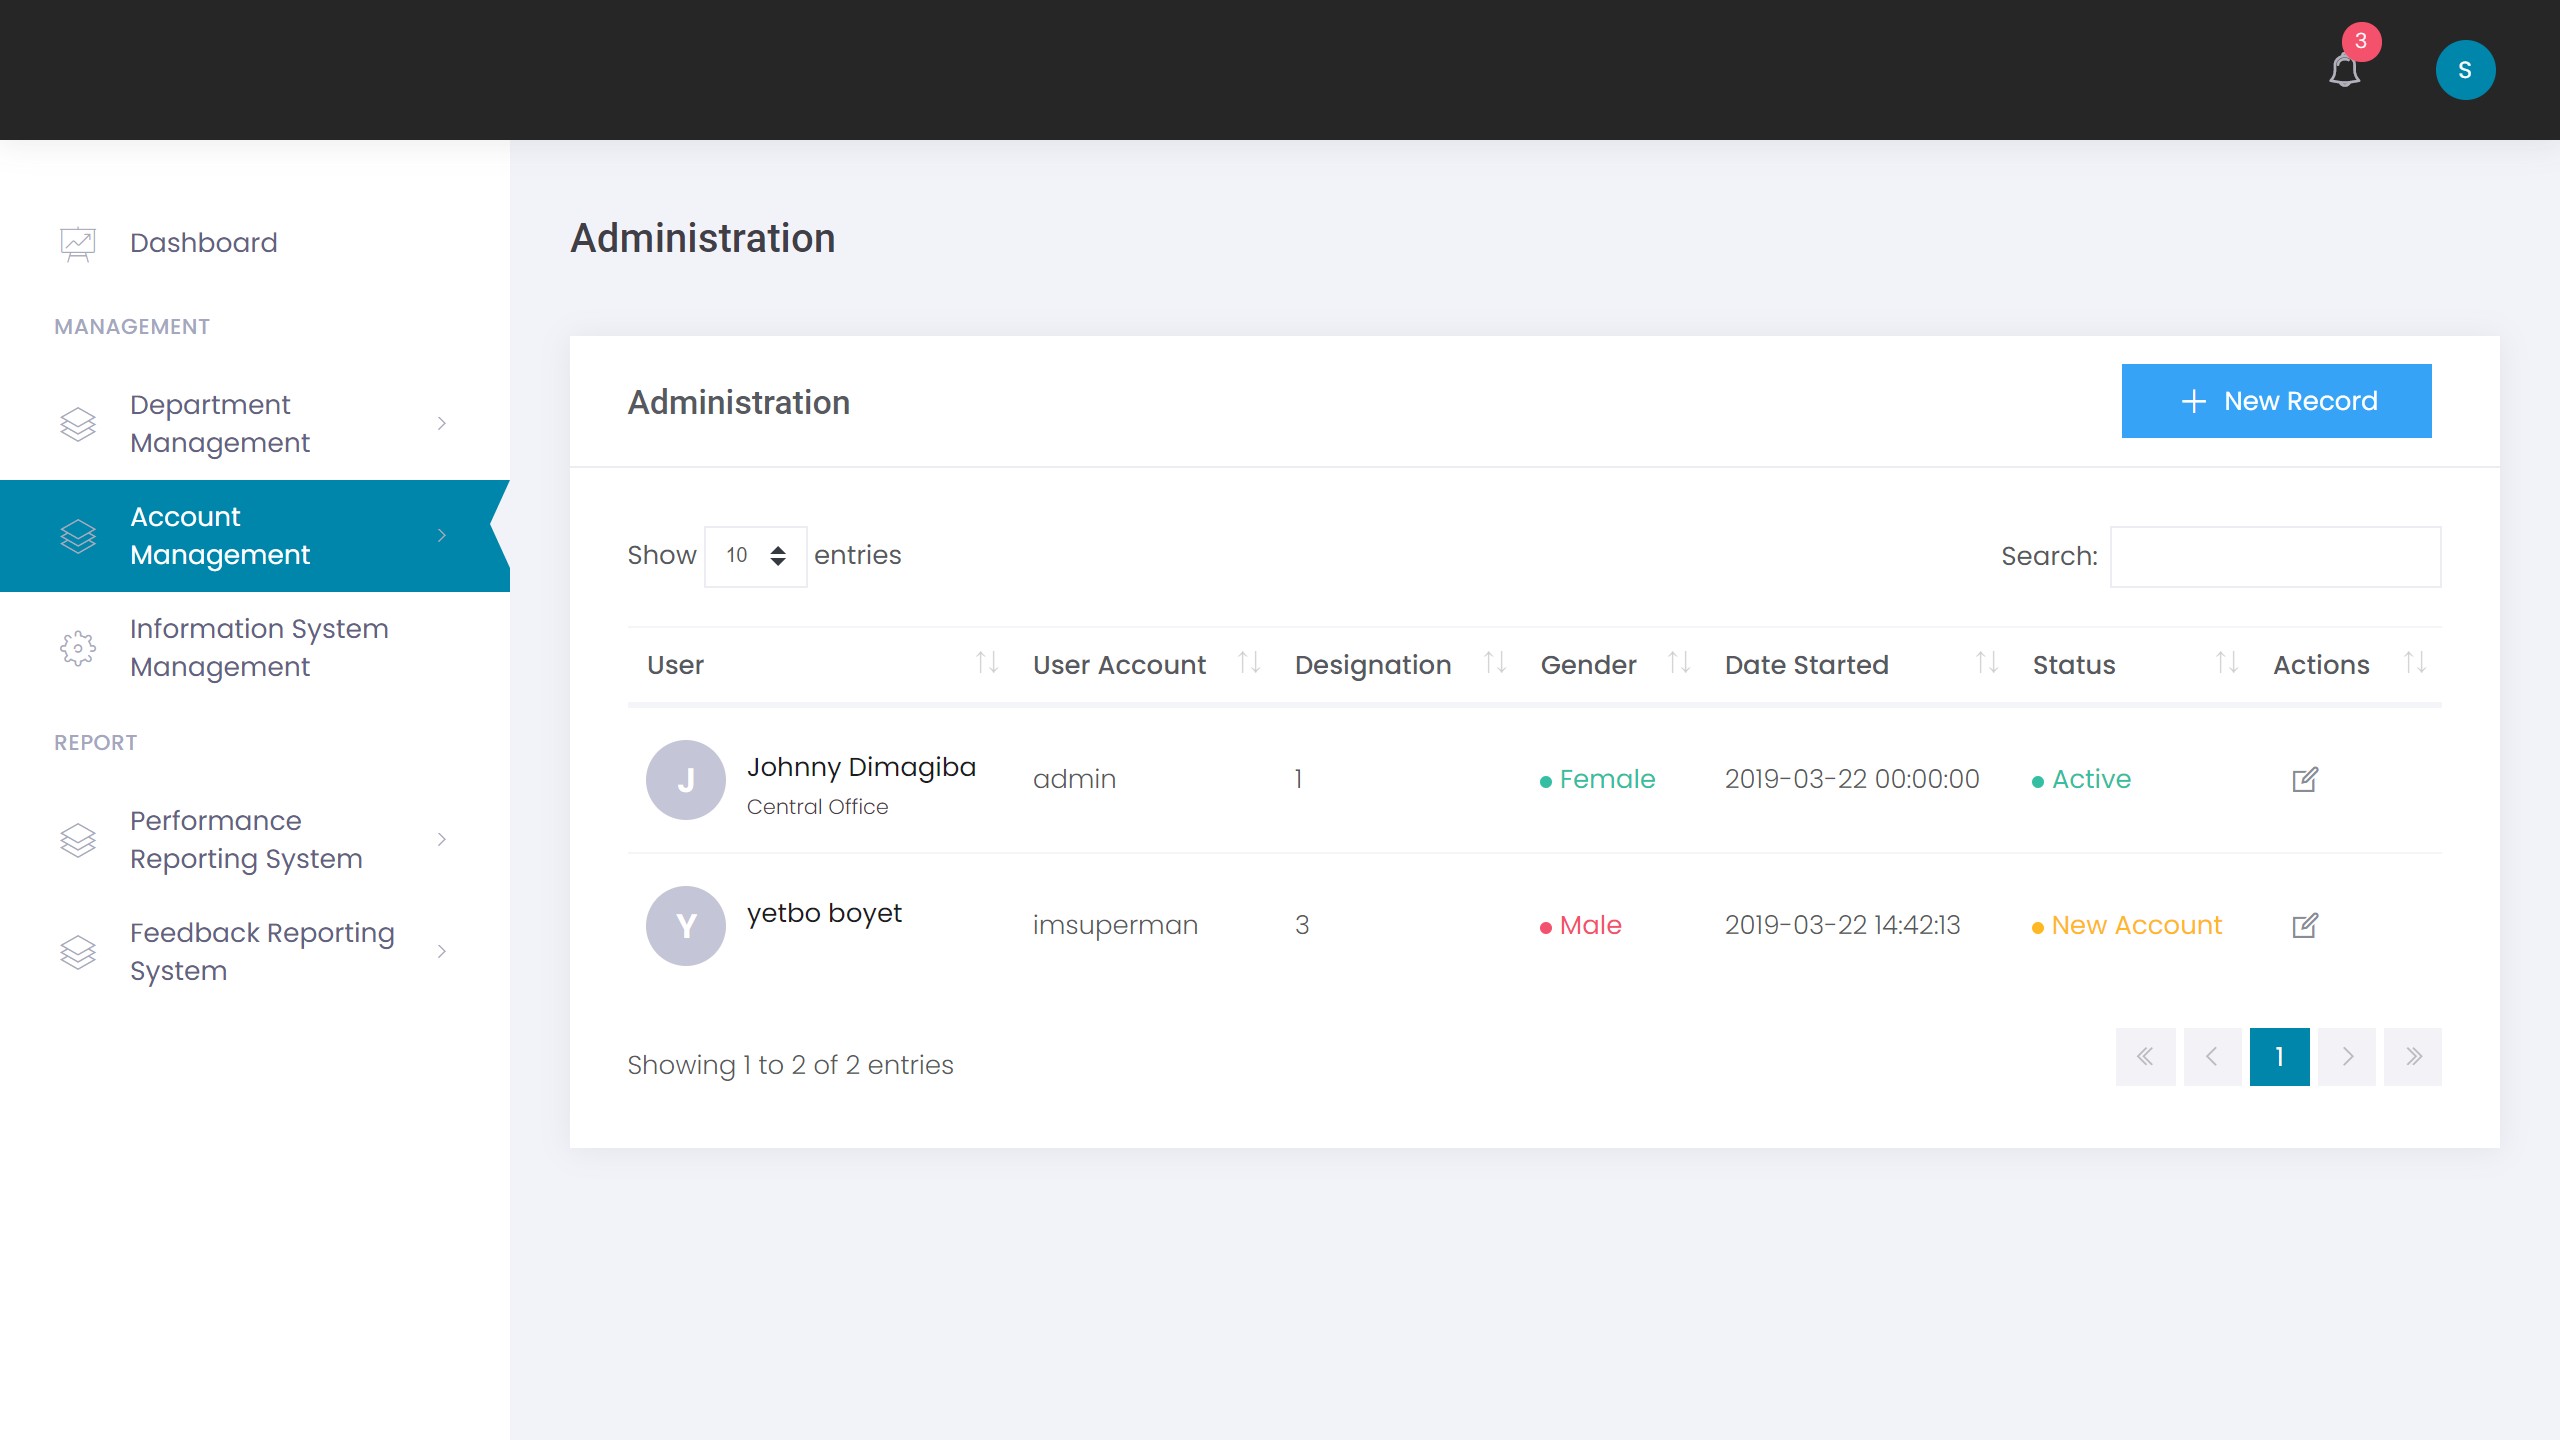 3
S
Dashboard
MANAGEMENT
Department
Management
Account
Management
Information System
Management
REPORT
Performance
Reporting System
Feedback Reporting
System
Administration
Administration
New Record
Show 10 entries
Search:
User User Account Designation Gender Date Started Status Actions
J Johnny Dimagiba admin 1 Female 2019-03-22 00:00:00 Active
Central Office
Y yetbo boyet imsuperman 3 Male 2019-03-22 14:42:13 New Account
Showing 1 to 2 of 2 entries
1